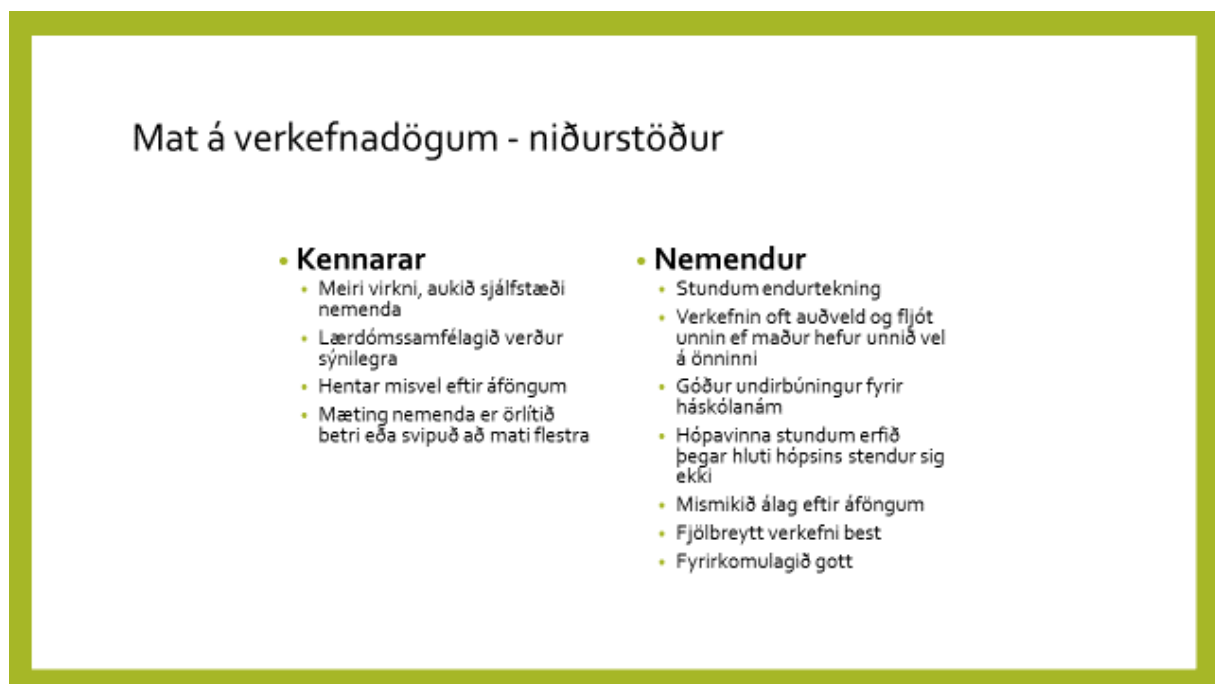 Mat á verkefnadögum - niðurstöður
• Kennarar
• Meiri virkni, aukið sjálfstæði
nemenda
• Lærdómssamfélagið verður
sýnilegra
• Hentar misvel eftir áföngum
• Mæting nemenda er örlítið
betri eða svipuð að mati flestra
• Nemendur
• Stundum endurtekning
• Verkefnin oft auðveld og fljót
unnin ef maður hefur unnið vel
á önninni
• Góður undirbúningur fyrir
háskólanám
• Hópavinna stundum erfið
þegar hluti hópsins stendur sig
ekki
• Mismikið álag eftir áföngum
• Fjölbreytt verkefni best
• Fyrirkomulagið gott